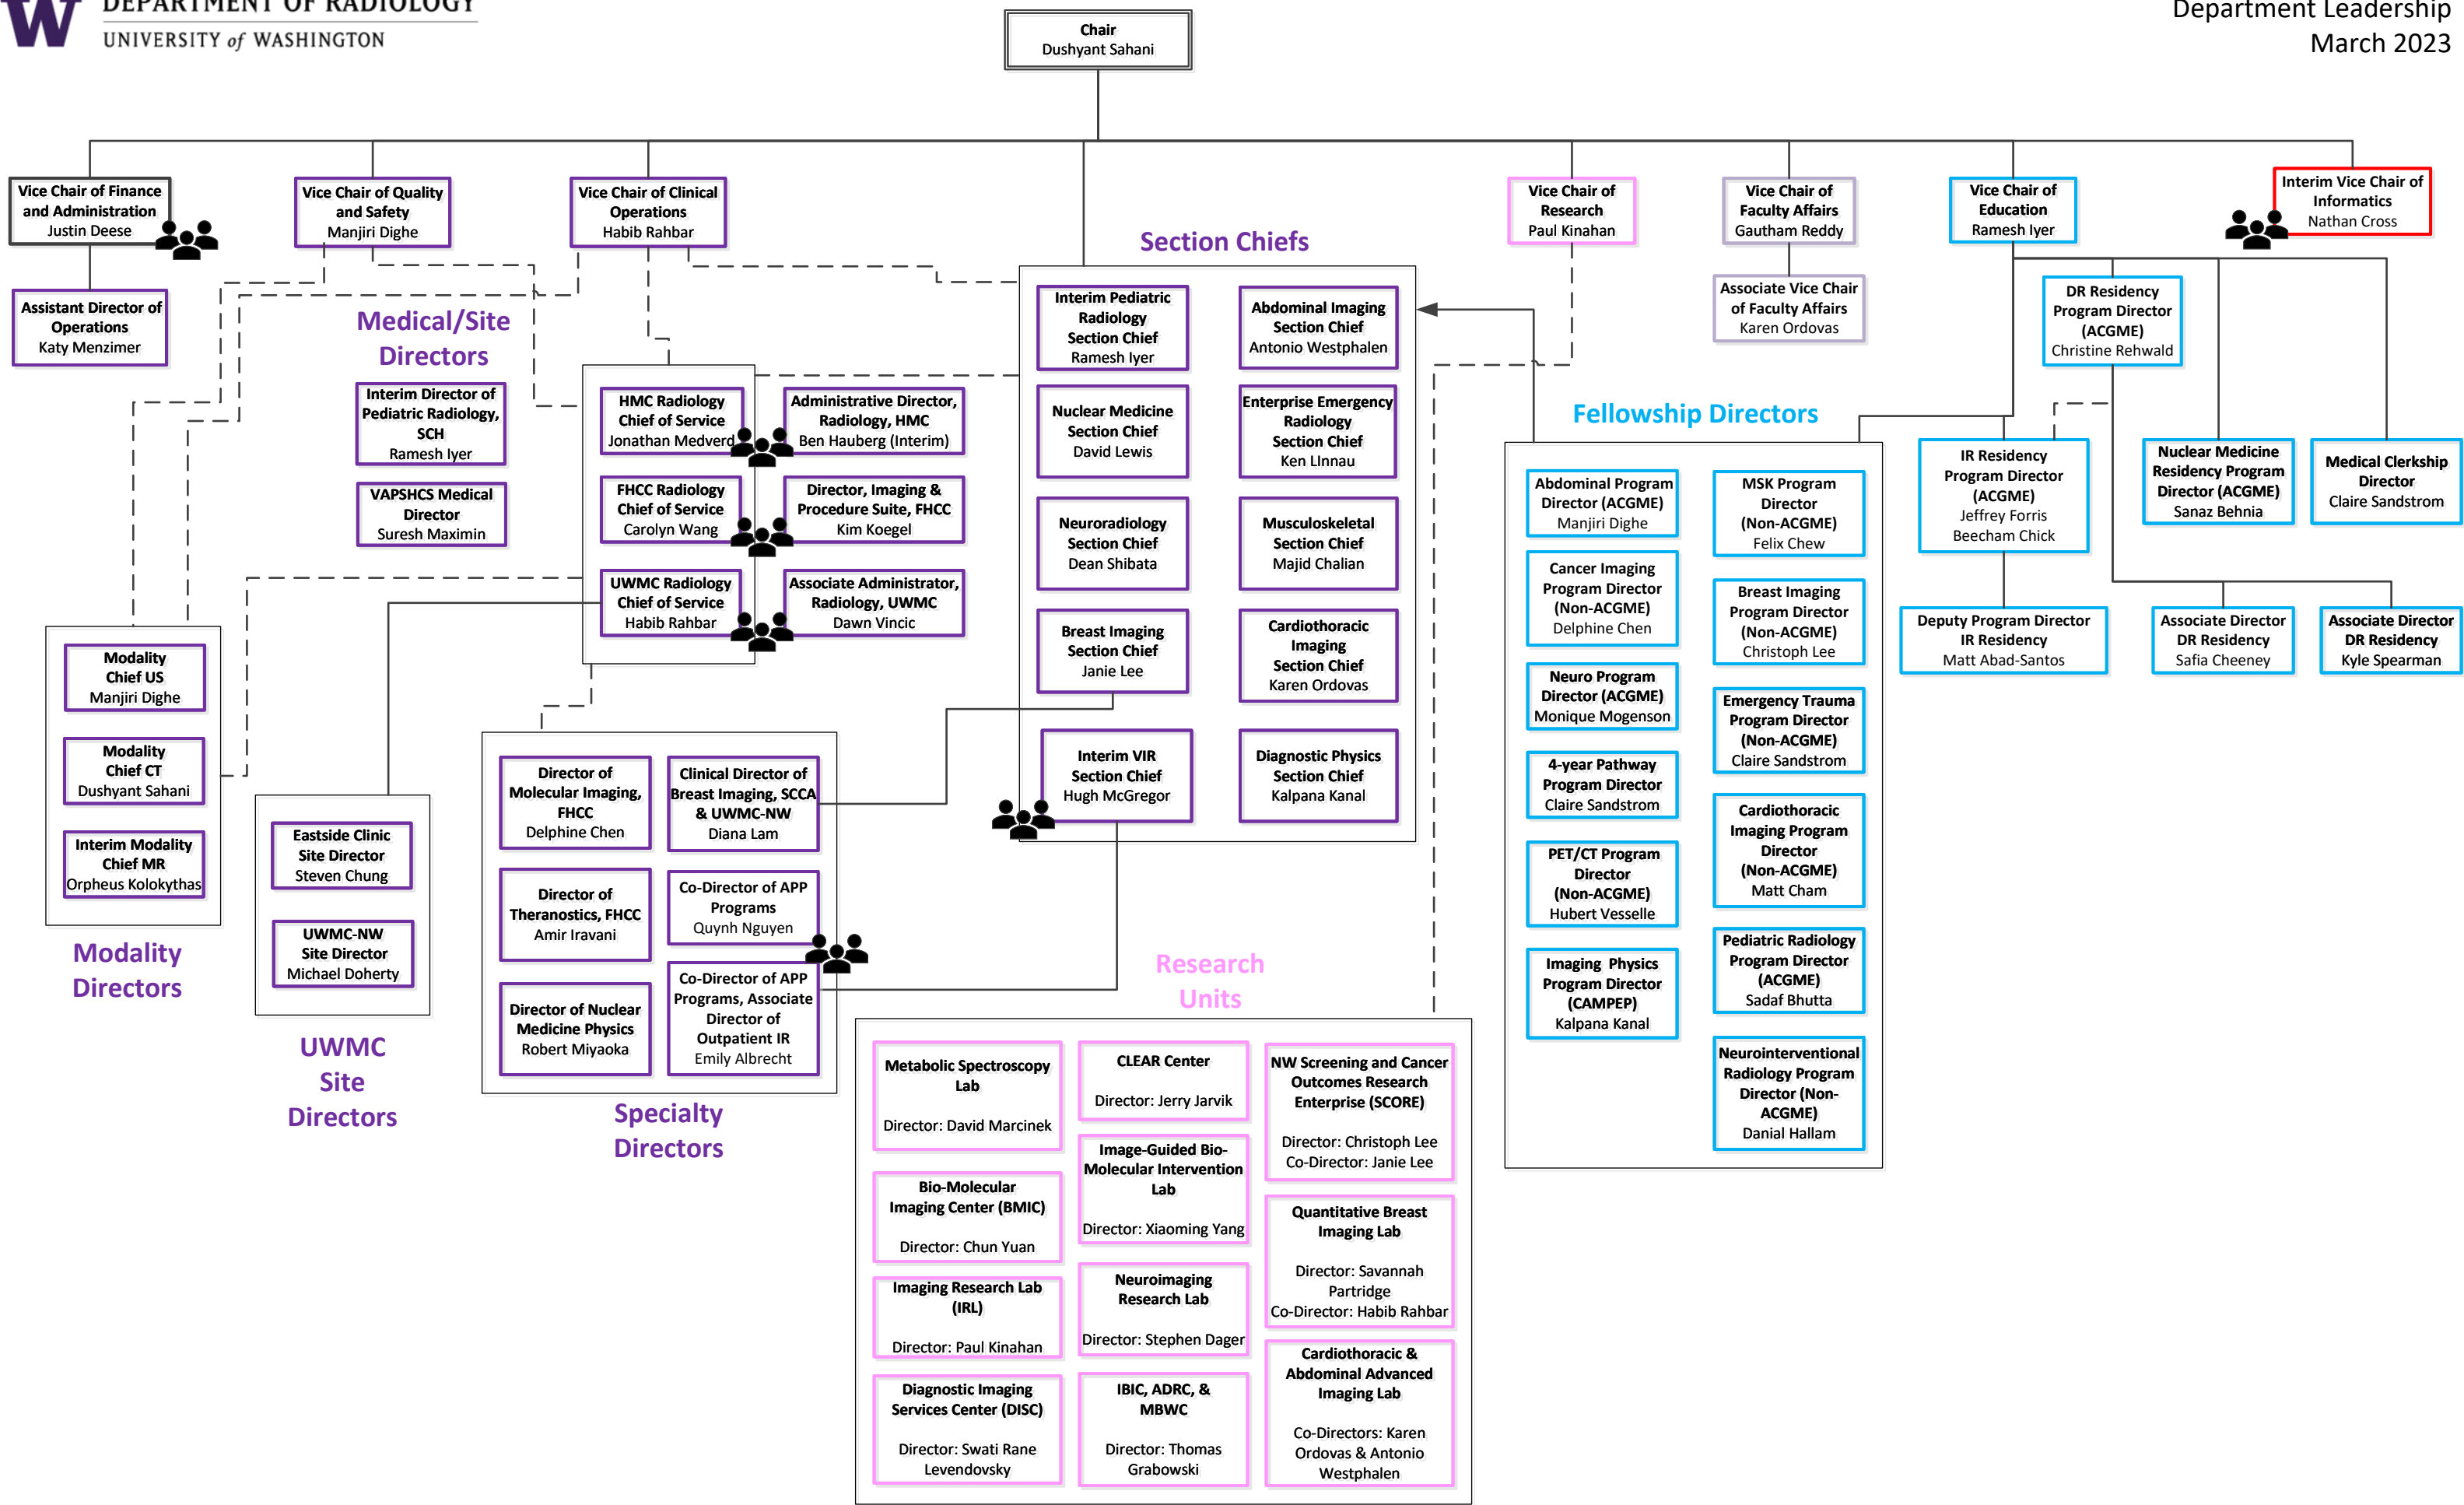 DEPARTMENT OF RADIOLOGY
UNIVERSITY of WASHINGTON
Department Leadership
March 2023
Chair
Dushyant Sahani
Vice Chair of Finance
and Administration
Justin Deese
Vice Chair of Quality
and Safety
Manjiri Dighe
Vice Chair of Clinical
Operations
Habib Rahbar
Vice Chair of
Research
Paul Kinahan
Vice Chair of
Faculty Affairs
Gautham Reddy
Vice Chair of
Education
Ramesh Iyer
Interim Vice Chair of
Informatics
Nathan Cross
Assistant Director of
Operations
Katy Menzimer
Associate Vice Chair
of Faculty Affairs
Karen Ordovas
DR Residency
Program Director
(ACGME)
Christine Rehwald
Medical/Site
Directors
Interim Director of
Pediatric Radiology,
SCH
Ramesh Iyer
VAPSHCS Medical
Director
Suresh Maximin
HMC Radiology
Chief of Service
Jonathan Medverd
Administrative Director,
Radiology, HMC
Ben Hauberg (Interim)
FHCC Radiology
Chief of Service
Carolyn Wang
Director, Imaging &
Procedure Suite, FHCC
Kim Koegel
UWMC Radiology
Chief of Service
Habib Rahbar
Associate Administrator,
Radiology, UWMC
Dawn Vincic
Section Chiefs
Interim Pediatric
Radiology
Section Chief
Ramesh Iyer
Abdominal Imaging
Section Chief
Antonio Westphalen
Nuclear Medicine
Section Chief
David Lewis
Enterprise Emergency
Radiology
Section Chief
Ken LInnau
Neuroradiology
Section Chief
Dean Shibata
Musculoskeletal
Section Chief
Majid Chalian
Breast Imaging
Section Chief
Janie Lee
Cardiothoracic
Imaging
Section Chief
Karen Ordovas
Interim VIR
Section Chief
Hugh McGregor
Diagnostic Physics
Section Chief
Kalpana Kanal
Fellowship Directors
Abdominal Program
Director (ACGME)
Manjiri Dighe
MSK Program
Director
(Non-ACGME)
Felix Chew
Cancer Imaging
Program Director
(Non-ACGME)
Delphine Chen
Breast Imaging
Program Director
(Non-ACGME)
Christoph Lee
Neuro Program
Director (ACGME)
Monique Mogenson
Emergency Trauma
Program Director
(Non-ACGME)
Claire Sandstrom
4-year Pathway
Program Director
Claire Sandstrom
Cardiothoracic
Imaging Program
Director
(Non-ACGME)
Matt Cham
PET/CT Program
Director
(Non-ACGME)
Hubert Vesselle
Pediatric Radiology
Program Director
(ACGME)
Sadaf Bhutta
Imaging Physics
Program Director
(CAMPEP)
Kalpana Kanal
Neurointerventional
Radiology Program
Director (Non-
ACGME)
Danial Hallam
IR Residency
Program Director
(ACGME)
Jeffrey Forris
Beecham Chick
Nuclear Medicine
Residency Program
Director (ACGME)
Sanaz Behnia
Medical Clerkship
Director
Claire Sandstrom
Deputy Program Director
IR Residency
Matt Abad-Santos
Associate Director
DR Residency
Safia Cheeney
Associate Director
DR Residency
Kyle Spearman
Modality
Chief US
Manjiri Dighe
Modality
Chief CT
Dushyant Sahani
Interim Modality
Chief MR
Orpheus Kolokythas
Modality
Directors
Eastside Clinic
Site Director
Steven Chung
UWMC-NW
Site Director
Michael Doherty
UWMC
Site
Directors
Director of
Molecular Imaging,
FHCC
Delphine Chen
Clinical Director of
Breast Imaging, SCCA
& UWMC-NW
Diana Lam
Director of
Theranostics, FHCC
Amir Iravani
Co-Director of APP
Programs
Quynh Nguyen
Director of Nuclear
Medicine Physics
Robert Miyaoka
Co-Director of APP
Programs, Associate
Director of
Outpatient IR
Emily Albrecht
Specialty
Directors
Research
Units
Metabolic Spectroscopy
Lab
Director: David Marcinek
CLEAR Center
Director: Jerry Jarvik
NW Screening and Cancer
Outcomes Research
Enterprise (SCORE)
Director: Christoph Lee
Co-Director: Janie Lee
Bio-Molecular
Imaging Center (BMIC)
Director: Chun Yuan
Image-Guided Bio-
Molecular Intervention
Lab
Director: Xiaoming Yang
Quantitative Breast
Imaging Lab
Director: Savannah
Partridge
Co-Director: Habib Rahbar
Imaging Research Lab
(IRL)
Director: Paul Kinahan
Neuroimaging
Research Lab
Director: Stephen Dager
Cardiothoracic &
Abdominal Advanced
Imaging Lab
Co-Directors: Karen
Ordovas & Antonio
Westphalen
Diagnostic Imaging
Services Center (DISC)
Director: Swati Rane
Levendovsky
IBIC, ADRC, &
MBWC
Director: Thomas
Grabowski